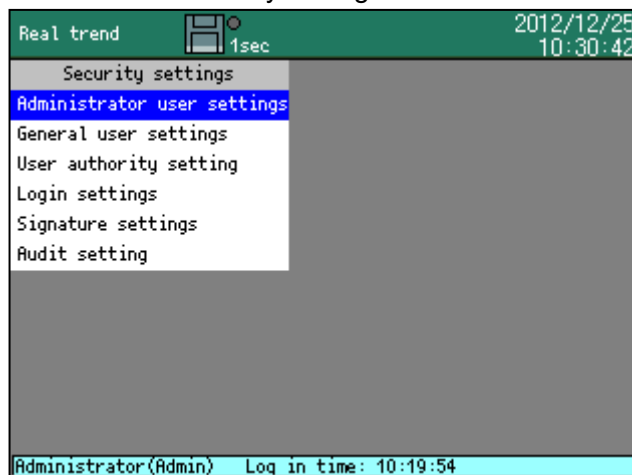 Real trend
1sec
2012/12/25
10:30:42
Security settings
Administrator user settings
General user settings
User authority setting
Login settings
Signature settings
Audit setting
Administrator(Admin) Log in time: 10:19:54